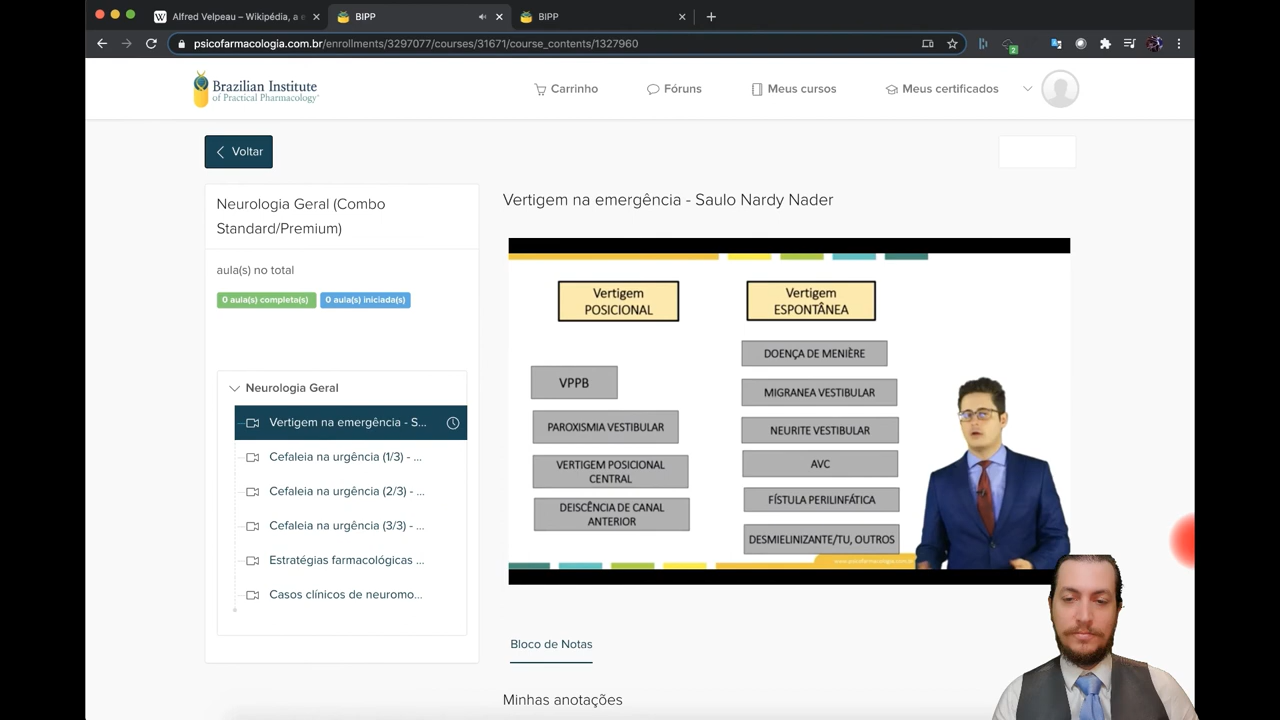 Alfred Velpeau – Wikipédia, a e
BIPP
BIPP
psicofarmacologia.com.br/enrollments/3297077/courses/31671/course_contents/1327960
2
Brazilian Institute
of Practical Pharmacology
Carrinho
Fóruns
Meus cursos
Meus certificados
Voltar
Neurologia Geral (Combo
Standard/Premium)
aula(s) no total
0 aula(s) completa(s)
0 aula(s) iniciada(s)
Neurologia Geral
Vertigem na emergência - S...
Cefaleia na urgência (1/3) - ...
Cefaleia na urgência (2/3) - ...
Cefaleia na urgência (3/3) - ...
Estratégias farmacológicas ...
Casos clínicos de neuromo...
Vertigem na emergência - Saulo Nardy Nader
Vertigem
POSICIONAL
VPPB
PAROXISMIA VESTIBULAR
VERTIGEM POSICIONAL
CENTRAL
DEISCÊNCIA DE CANAL
ANTERIOR
Vertigem
ESPONTÂNEA
DOENÇA DE MENIÈRE
MIGRANEA VESTIBULAR
NEURITE VESTIBULAR
AVC
FÍSTULA PERILINFÁTICA
DESMIELINIZANTE/TU, OUTROS
www.psicofarmacologia.com.br
Bloco de Notas
Minhas anotações